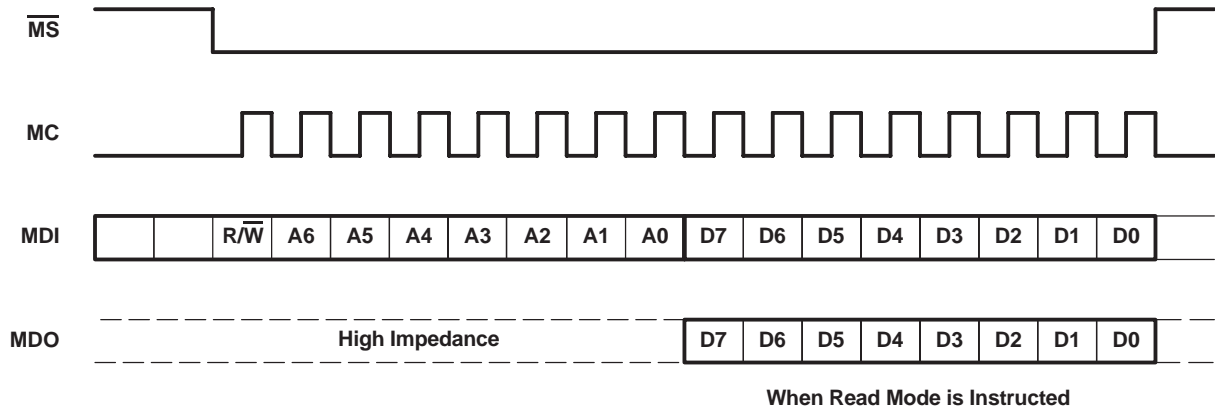 MS
MC
MDI R/W A6 A5 A4 A3 A2 A1 A0 D7 D6 D5 D4 D3 D2 D1 D0
MDO High Impedance D7 D6 D5 D4 D3 D2 D1 D0
When Read Mode is Instructed